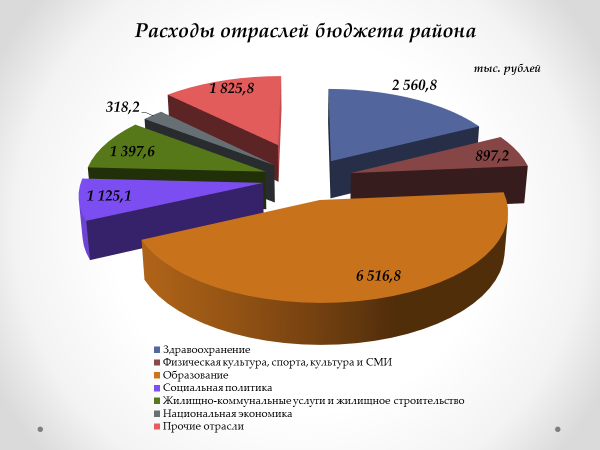 Расходы отраслей бюджета района
тыс. рублей
1 825,8
2 560,8
318,2
1 397,6
897,2
1 125,1
6 516,8
Здравоохранение
Физическая культура, спорта, культура и СМИ
Образование
Социальная политика
Жилищно-коммунальные услуги и жилищное строительство
Национальная экономика
Прочие отрасли